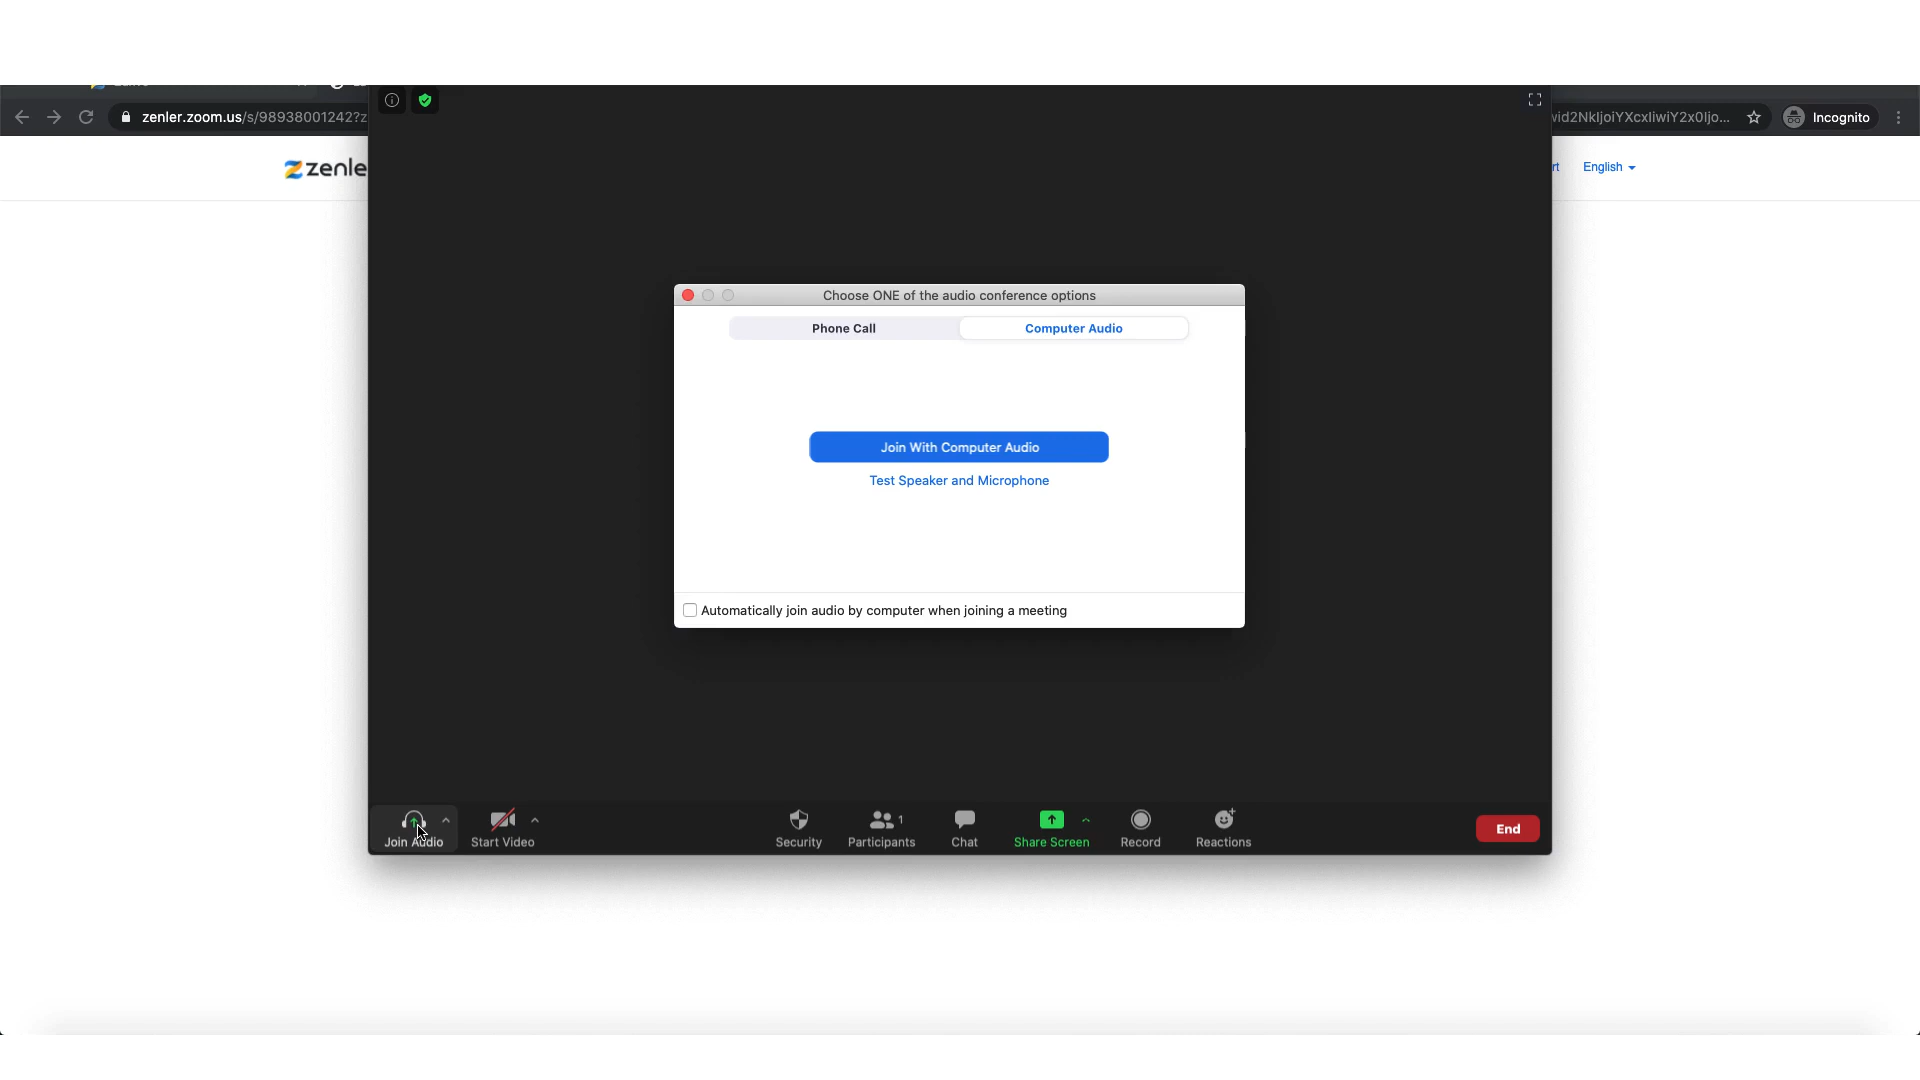 zenler.zoom.us/s/98938001242?z
vid2NkIjoiYXcxIiwiY2x0Ijo...
Incognito
zenle
rt
English
Choose ONE of the audio conference options
Phone Call
Computer Audio
Join With Computer Audio
Test Speaker and Microphone
Automatically join audio by computer when joining a meeting
Join Audio
Start Video
Security
1
Participants
Chat
Share Screen
Record
Reactions
End